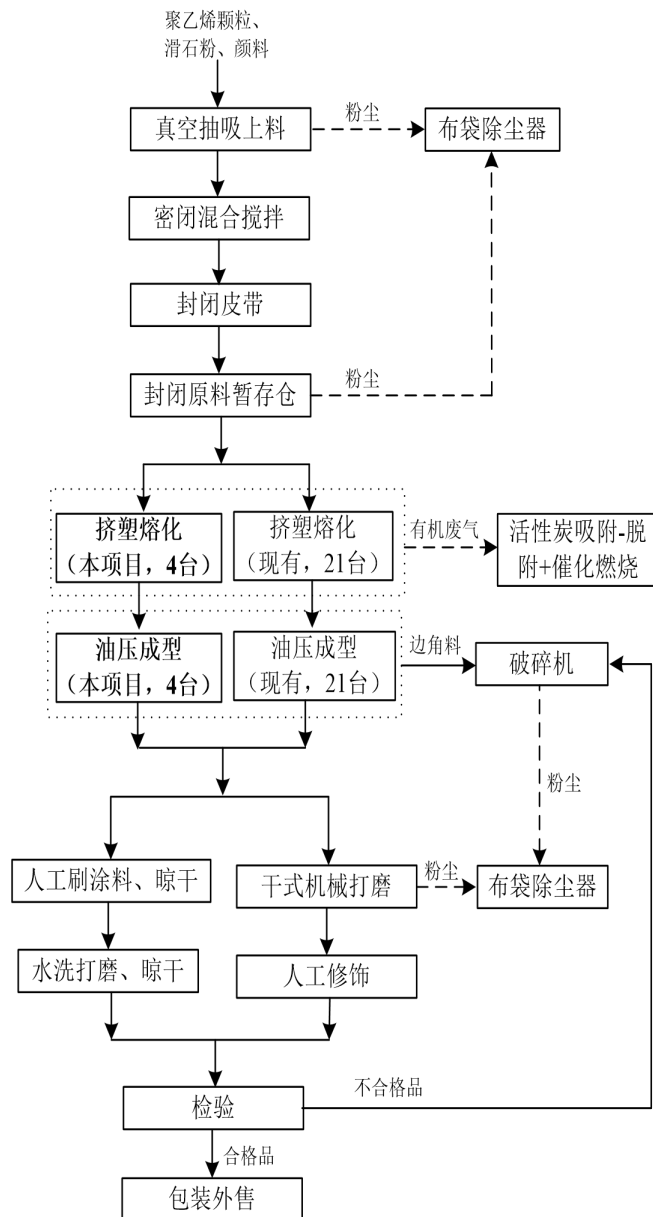 聚乙烯颗粒、
滑石粉、颜料
真空抽吸上料
粉尘
布袋除尘器
密闭混合搅拌
封闭皮带
封闭原料暂存仓
粉尘
挤塑熔化
（本项目，4台）
挤塑熔化
（现有，21台）
有机废气
活性炭吸附-脱
附+催化燃烧
油压成型
（本项目，4台）
油压成型
（现有，21台）
边角料
破碎机
粉尘
人工刷涂料、晾干
干式机械打磨
粉尘
布袋除尘器
水洗打磨、晾干
人工修饰
检验
不合格品
合格品
包装外售